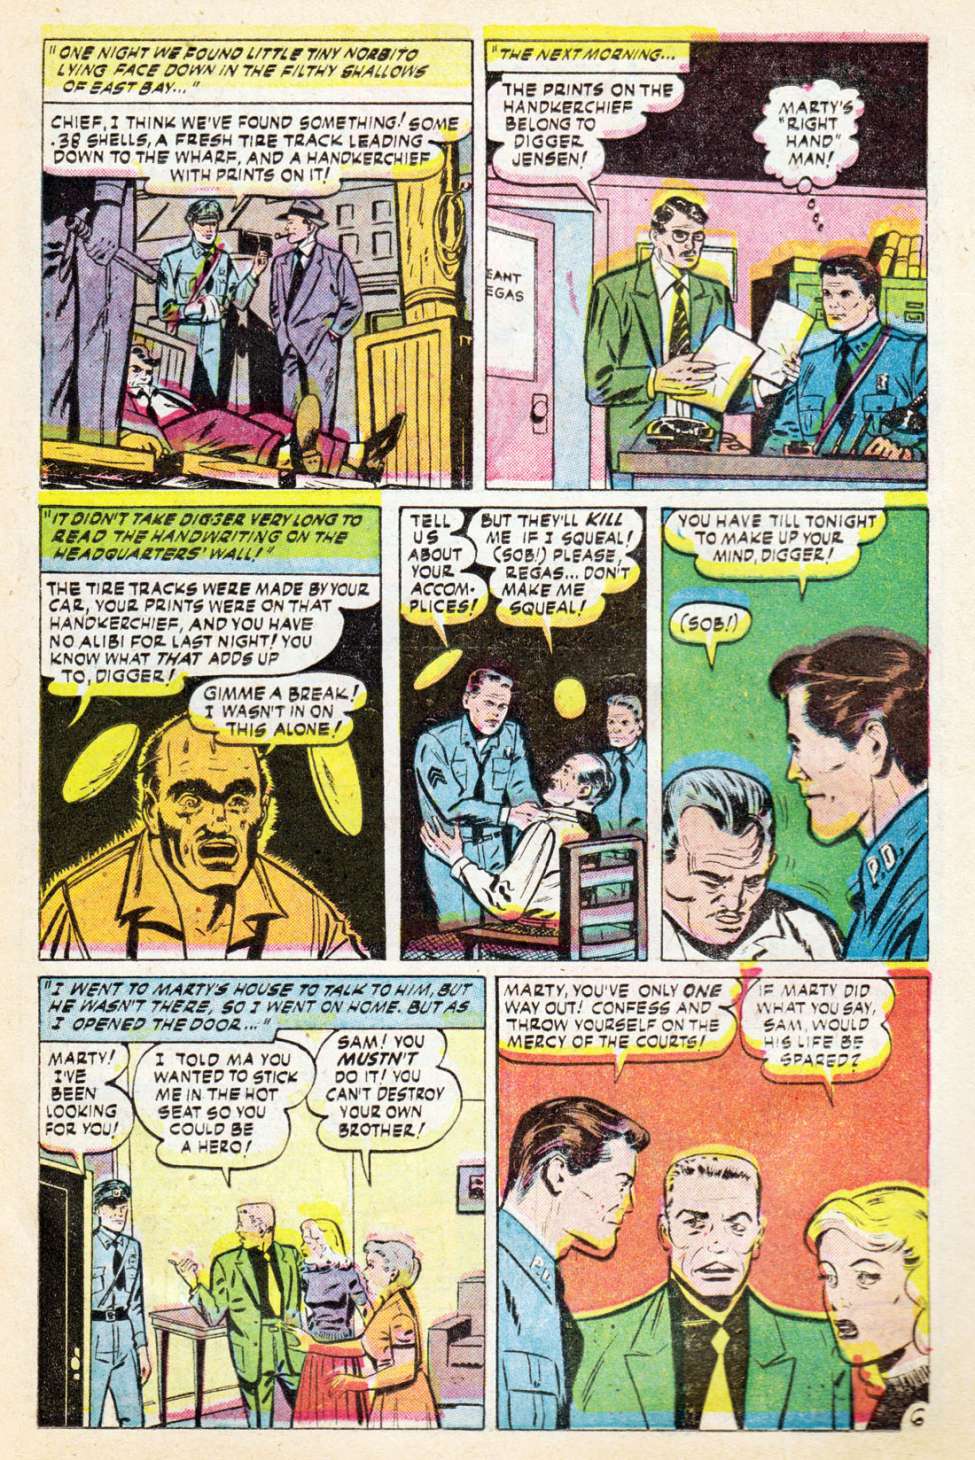 "ONE NIGHT WE FOUND LITTLE TINY NORBITO
LYING FACE DOWN IN THE FILTHY SHALLOWS
OF EAST BAY..."
CHIEF, I THINK WE'VE FOUND SOMETHING! SOME
.38 SHELLS, A FRESH TIRE TRACK LEADING
DOWN TO THE WHARF, AND A HANDKERCHIEF
WITH PRINTS ON IT!
"THE NEXT MORNING...
THE PRINTS ON THE
HANDKERCHIEF
BELONG TO
DIGGER
JENSEN!
MARTY'S
"RIGHT
HAND"
MAN!
EANT
EGAS
"IT DIDN'T TAKE DIGGER VERY LONG TO
READ THE HANDWRITING ON THE
HEADQUARTERS' WALL!"
THE TIRE TRACKS WERE MADE BY YOUR
CAR, YOUR PRINTS WERE ON THAT
HANDKERCHIEF, AND YOU HAVE
NO ALIBI FOR LAST NIGHT! YOU
KNOW WHAT THAT ADDS UP
TO, DIGGER!
GIMME A BREAK!
I WASN'T IN ON
THIS ALONE!
TELL
US
ABOUT
YOUR
ACCOM-
PLICES!
BUT THEY'LL KILL
ME IF I SQUEAL!
(SOB!) PLEASE,
REGAS... DON'T
MAKE ME
SQUEAL!
YOU HAVE TILL TONIGHT
TO MAKE UP YOUR
MIND, DIGGER!
(SOB!)
P.D.
"I WENT TO MARTY'S HOUSE TO TALK TO HIM, BUT
HE WASN'T THERE, SO I WENT ON HOME. BUT AS
I OPENED THE DOOR..."
MARTY!
I'VE
BEEN
LOOKING
FOR YOU!
I TOLD MA YOU
WANTED TO STICK
ME IN THE HOT
SEAT SO YOU
COULD BE
A HERO!
SAM! YOU
MUSTN'T
DO IT! YOU
CAN'T DESTROY
YOUR OWN
BROTHER!
MARTY, YOU'VE ONLY ONE
WAY OUT! CONFESS AND
THROW YOURSELF ON THE
MERCY OF THE COURTS!
IF MARTY DID
WHAT YOU SAY,
SAM, WOULD
HIS LIFE BE
SPARED?
P.D.
6